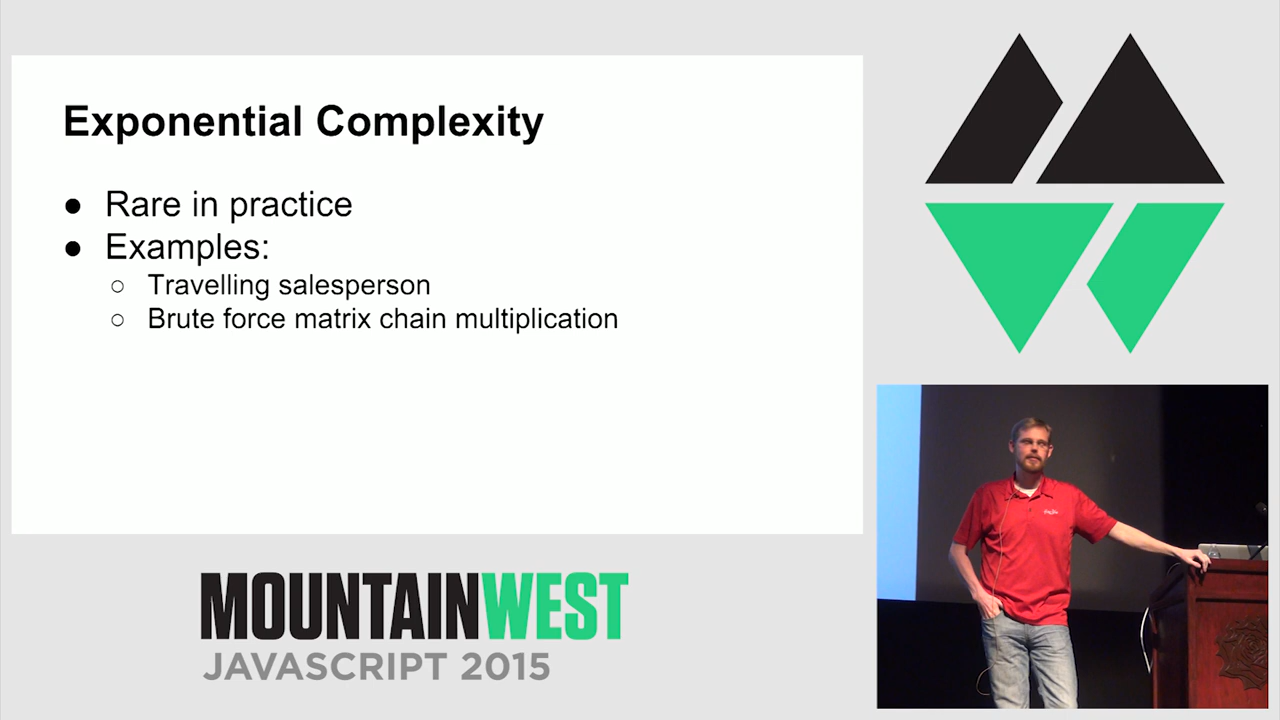 Exponential Complexity
● Rare in practice
● Examples:
○ Travelling salesperson
○ Brute force matrix chain multiplication
MOUNTAINWEST
JAVASCRIPT 2015